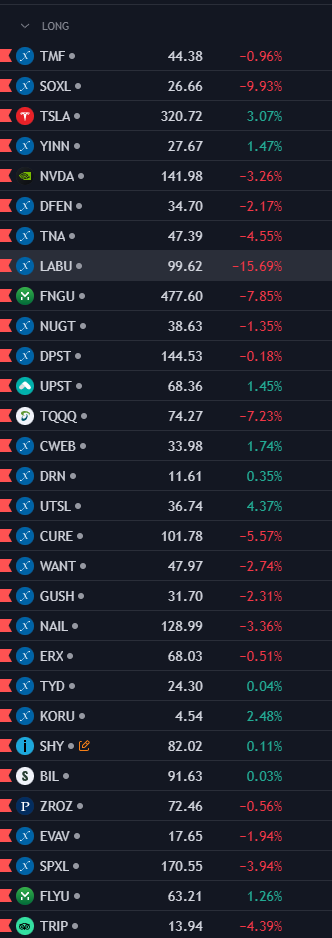 LONG
TMF 44.38 −0.96%
SOXL 26.66 −9.93%
TSLA 320.72 3.07%
YINN 27.67 1.47%
NVDA 141.98 −3.26%
DFEN 34.70 −2.17%
TNA 47.39 −4.55%
LABU 99.62 −15.69%
FNGU 477.60 −7.85%
NUGT 38.63 −1.35%
DPST 144.53 −0.18%
UPST 68.36 1.45%
TQQQ 74.27 −7.23%
CWEB 33.98 1.74%
DRN 11.61 0.35%
UTSL 36.74 4.37%
CURE 101.78 −5.57%
WANT 47.97 −2.74%
GUSH 31.70 −2.31%
NAIL 128.99 −3.36%
ERX 68.03 −0.51%
TYD 24.30 0.04%
KORU 4.54 2.48%
SHY 82.02 0.11%
BIL 91.63 0.03%
ZROZ 72.46 −0.56%
EVAV 17.65 −1.94%
SPXL 170.55 −3.94%
FLYU 63.21 1.26%
TRIP 13.94 −4.39%